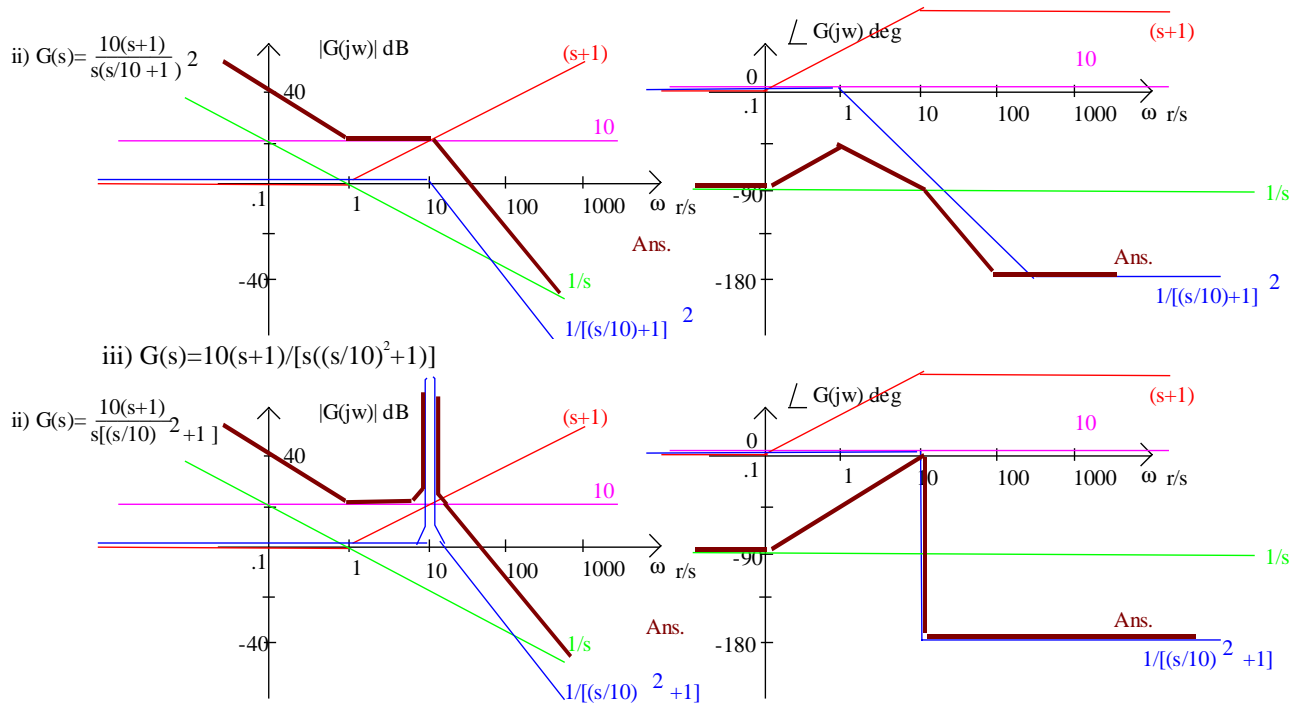 ii) G(s)= 10(s+1)
s(s/10 +1) 2
|G(jw)| dB
(s+1)
40
10
.1
1
10
100
1000
ω r/s
Ans.
-40
1/s
1/[(s/10)+1] 2
∠ G(jw) deg
(s+1)
10
0
.1
1
10
100
1000
ω r/s
-90
1/s
Ans.
-180
1/[(s/10)+1] 2
iii) G(s)=10(s+1)/[s((s/10)²+1)]
ii) G(s)= 10(s+1)
s[(s/10) 2 +1 ]
|G(jw)| dB
(s+1)
40
10
.1
1
10
100
1000
ω r/s
Ans.
-40
1/s
1/[(s/10) 2 +1]
∠ G(jw) deg
(s+1)
10
0
.1
1
10
100
1000
ω r/s
-90
1/s
Ans.
-180
1/[(s/10) 2 +1]